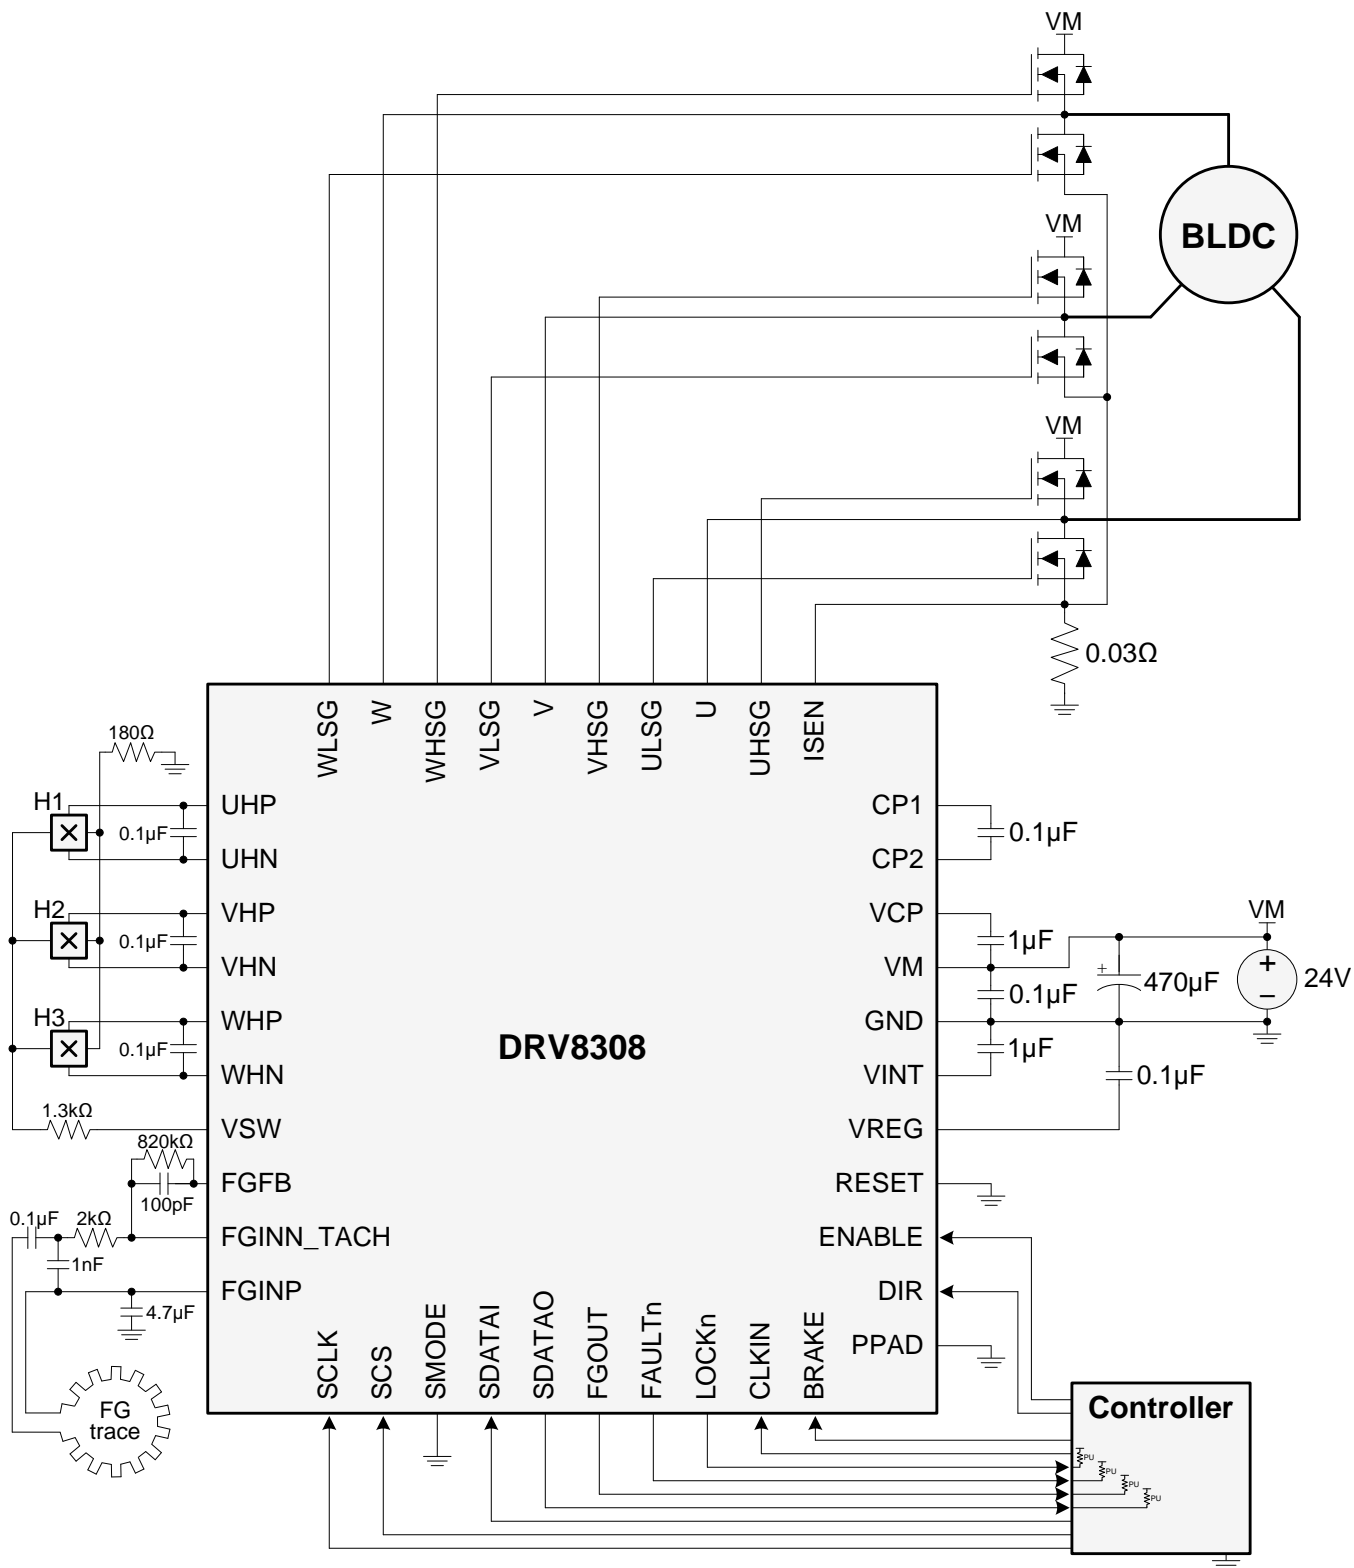 VM
BLDC
VM
VM
0.03Ω
WLSG
W
WHSG
VLSG
V
VHSG
ULSG
U
UHSG
ISEN
180Ω
H1
0.1µF
UHP
UHN
H2
0.1µF
VHP
VHN
H3
0.1µF
WHP
WHN
1.3kΩ
VSW
820kΩ
100pF
FGFB
0.1µF
2kΩ
FGINN_TACH
1nF
FGINP
4.7µF
FG
trace
DRV8308
CP1
0.1µF
CP2
VCP
1µF
VM
0.1µF
GND
1µF
VINT
VREG
RESET
ENABLE
DIR
PPAD
VM
470µF
+
+
−
24V
0.1µF
SCLK
SCS
SMODE
SDATAI
SDATAO
FGOUT
FAULTn
LOCKn
CLKIN
BRAKE
Controller
PU
PU
PU
PU